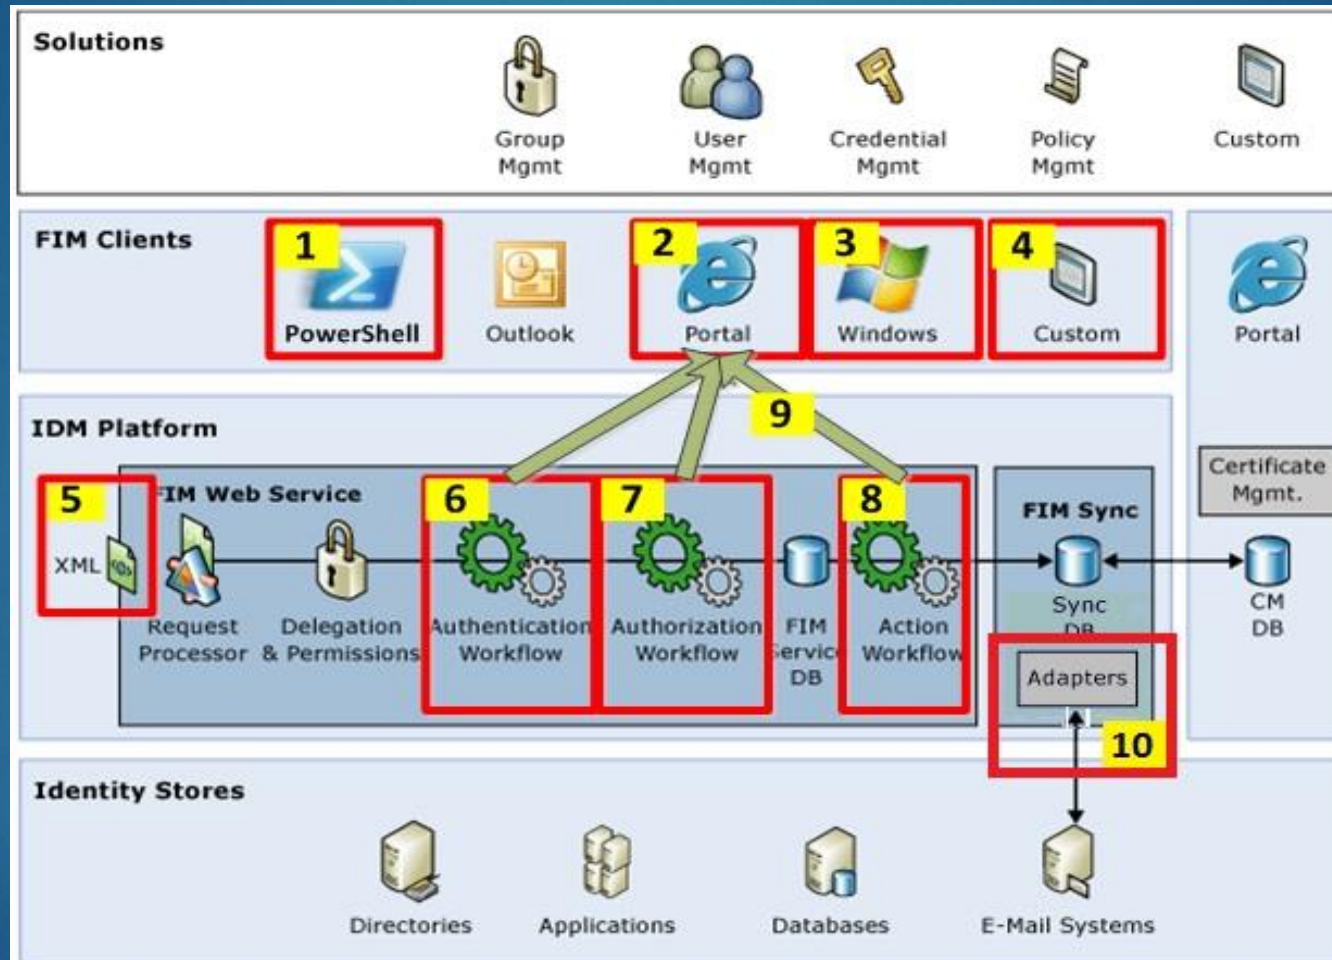 Solutions
Group
Mgmt
User
Mgmt
Credential
Mgmt
Policy
Mgmt
Custom
FIM Clients
1
PowerShell
Outlook
2
Portal
3
Windows
4
Custom
Portal
9
IDM Platform
5
XML
FIM Web Service
Request
Processor
Delegation
& Permissions
6
Authentication
Workflow
7
Authorization
Workflow
FIM
Service
DB
8
Action
Workflow
FIM Sync
Sync
DB
Adapters
10
Certificate
Mgmt.
CM
DB
Identity Stores
Directories
Applications
Databases
E-Mail Systems